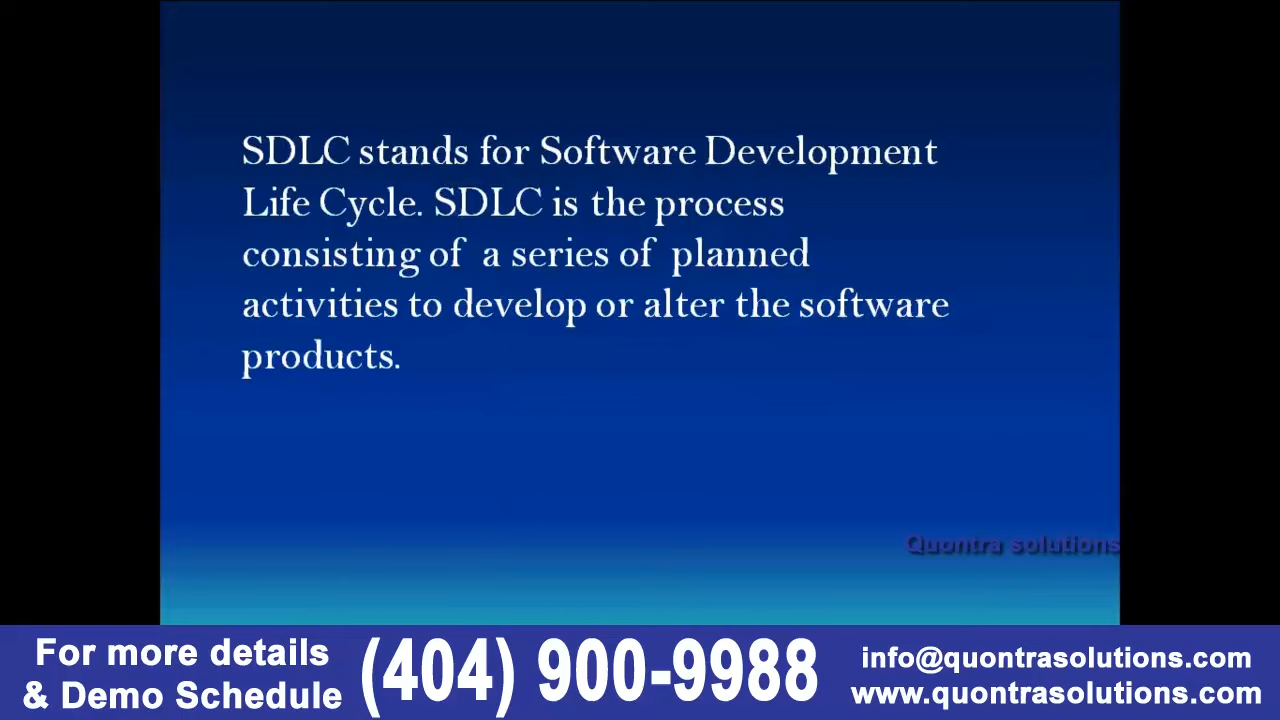 SDLC stands for Software Development
Life Cycle. SDLC is the process
consisting of a series of planned
activities to develop or alter the software
products.
Quontra solutions
For more details
& Demo Schedule
(404) 900-9988
info@quontrasolutions.com
www.quontrasolutions.com